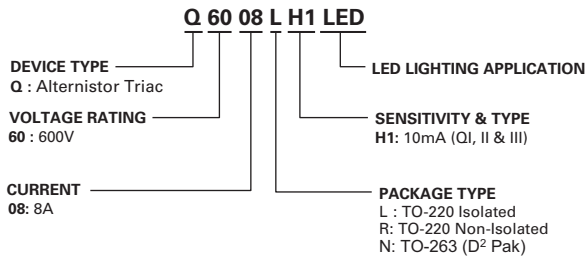 Q 60 08 L H1 LED
DEVICE TYPE
Q : Alternistor Triac
VOLTAGE RATING
60 : 600V
CURRENT
08: 8A
LED LIGHTING APPLICATION
SENSITIVITY & TYPE
H1: 10mA (QI, II & III)
PACKAGE TYPE
L : TO-220 Isolated
R: TO-220 Non-Isolated
N: TO-263 (D² Pak)